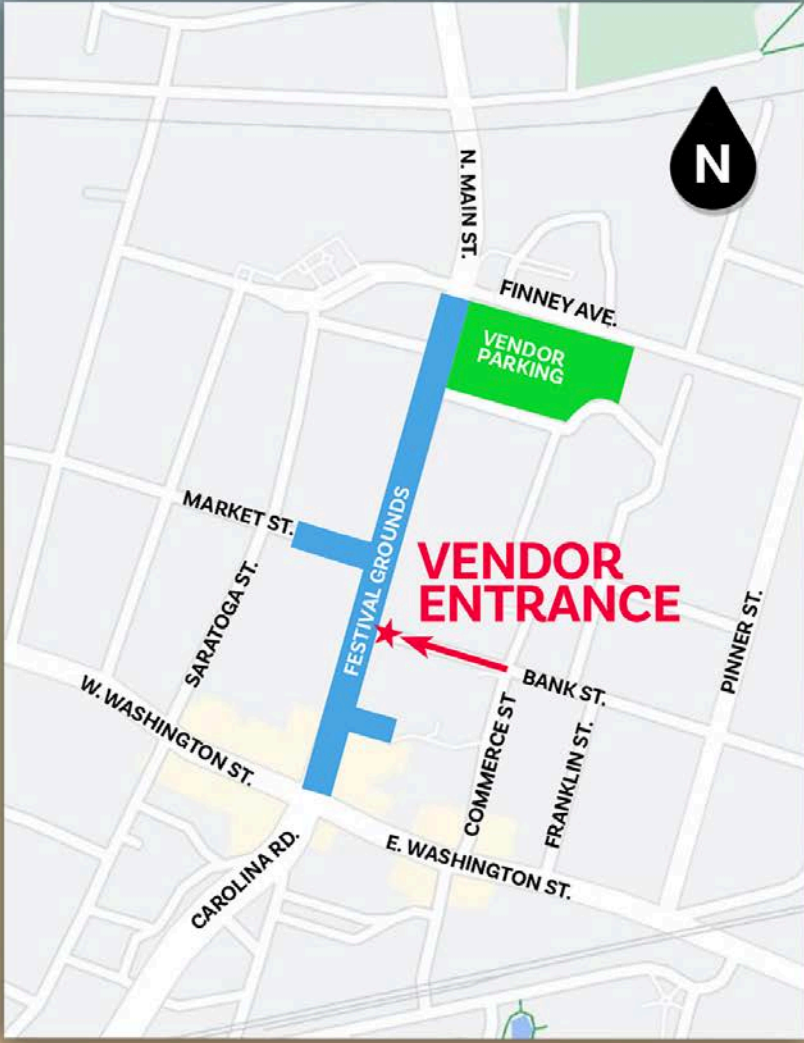 N
N. MAIN ST.
FINNEY AVE.
VENDOR
PARKING
MARKET ST.
FESTIVAL GROUNDS
VENDOR
ENTRANCE
SARATOGA ST.
PINNER ST.
BANK ST.
W. WASHINGTON ST.
COMMERCE ST
FRANKLIN ST.
CAROLINA RD.
E. WASHINGTON ST.